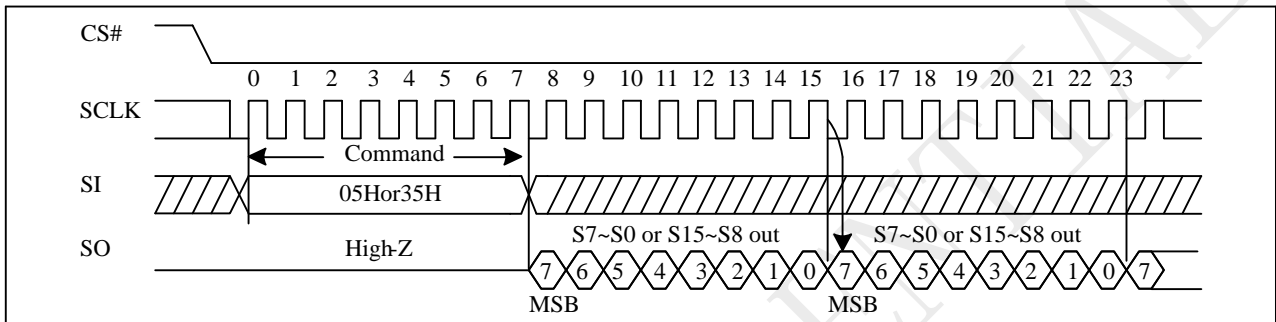 CS#
0 1 2 3 4 5 6 7 8 9 10 11 12 13 14 15 16 17 18 19 20 21 22 23
SCLK
Command
SI
05Hor35H
SO
High-Z
S7~S0 or S15~S8 out
S7~S0 or S15~S8 out
7 6 5 4 3 2 1 0 7 6 5 4 3 2 1 0 7
MSB
MSB